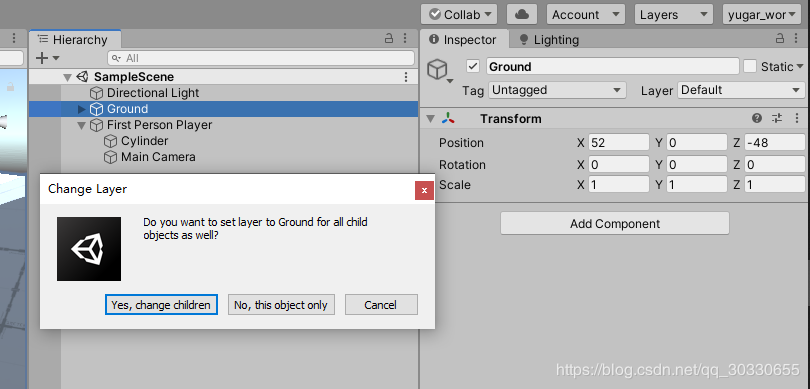 Collab
Account
Layers
yugar_wor
Hierarchy
Inspector
Lighting
All
SampleScene
Directional Light
Ground
First Person Player
Cylinder
Main Camera
Ground
Static
Tag Untagged Layer Default
Transform
Position X 52 Y 0 Z -48
Rotation X 0 Y 0 Z 0
Scale X 1 Y 1 Z 1
Add Component
Change Layer
x
Do you want to set layer to Ground for all child
objects as well?
Yes, change children
No, this object only
Cancel
https://blog.csdn.net/qq_30330655